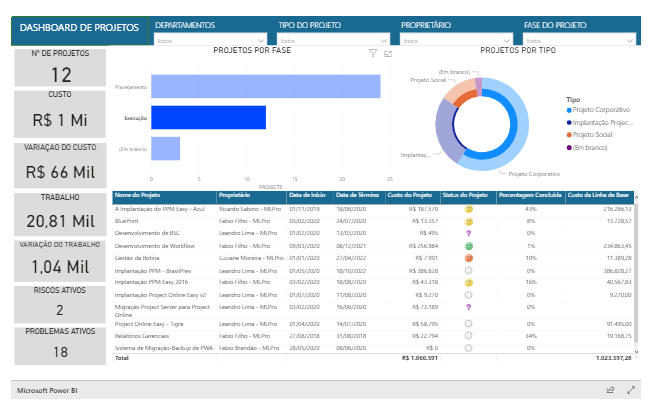 DASHBOARD DE PROJETOS
DEPARTAMENTOS
TIPO DO PROJETO
PROPRIETÁRIO
FASE DO PROJETO
Todos
Todos
Todos
Todos
Nº DE PROJETOS
12
CUSTO
R$ 1 Mi
VARIAÇÃO DO CUSTO
R$ 66 Mil
TRABALHO
20,81 Mil
VARIAÇÃO DO TRABALHO
1,04 Mil
RISCOS ATIVOS
2
PROBLEMAS ATIVOS
18
PROJETOS POR FASE
Planejamento
Execução
(Em branco)
0 5 10 15 20 25
PROJECTS
PROJETOS POR TIPO
(Em branco)
Projeto Social
Implantaç...
Projeto Corporativo
Tipo
Projeto Corporativo
Implantação Projec...
Projeto Social
(Em branco)
Nome do Projeto Proprietário Data de Início Data de Término Custo do Projeto Status do Projeto Porcentagem Concluída Custo da Linha de Base
A Implantação do PPM Easy - Azul Ricardo Sabino - MLPro 01/11/2019 18/08/2020 R$ 187.570 43% 216.286,13
BluePrint Fabio Filho - MLPro 03/02/2020 24/07/2020 R$ 13.357 8% 13.728,57
Desenvolvimento de BSC Leandro Lima - MLPro 01/02/2020 13/03/2020 R$ 495 ? 0%
Desenvolvimento de Workflow Fabio Filho - MLPro 09/03/2020 08/12/2021 R$ 256.984 1% 234.863,45
Gestão da Rotina Luciane Moreira - MLPro 01/01/2020 27/04/2022 R$ 7.991 10% 11.389,28
Implantação PPM - BrasilPrev Leandro Lima - MLPro 01/05/2020 18/10/2022 R$ 386.828 0% 386.828,27
Implantação PPM Easy 2016 Fabio Filho - MLPro 03/02/2020 18/08/2020 R$ 43.318 16% 40.567,83
Implantação Project Online Easy v2 Leandro Lima - MLPro 01/07/2020 11/08/2020 R$ 9.270 0% 9.270,00
Migração Project Server para Project Online Leandro Lima - MLPro 03/02/2020 16/06/2020 R$ 73.189 ? 0%
Project Online Easy - Tigre Leandro Lima - MLPro 01/04/2020 14/07/2020 R$ 58.795 0% 91.495,00
Relatórios Gerenciais Fabio Filho - MLPro 27/08/2018 31/08/2018 R$ 22.794 34% 19.168,75
Sistema de Migração-Backup de PWA Fabio Brandão - MLPro 28/05/2020 08/06/2020 R$ 0 0%
Total R$ 1.060.591 1.023.597,28
Microsoft Power BI